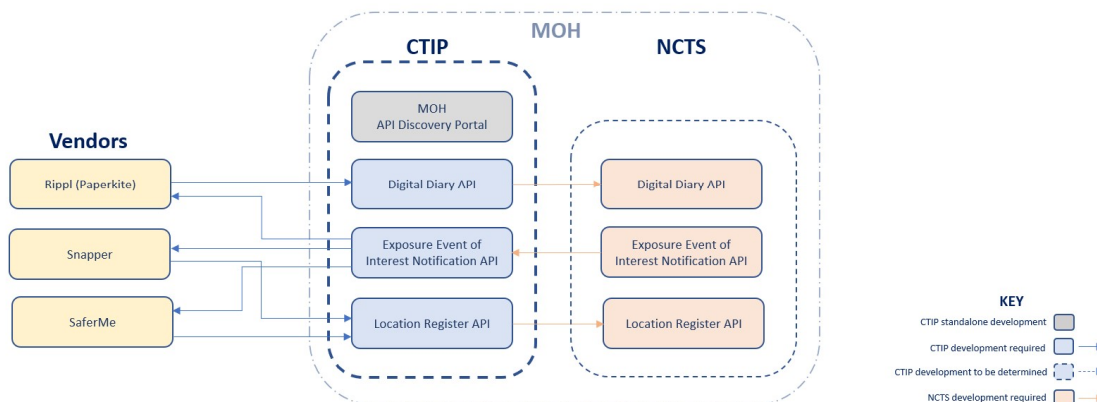 MOH
CTIP
NCTS
MOH
API Discovery Portal
Vendors
Rippl (Paperkite)
Digital Diary API
Digital Diary API
Snapper
Exposure Event of
Interest Notification API
Exposure Event of
Interest Notification API
SaferMe
Location Register API
Location Register API
KEY
CTIP standalone development
CTIP development required
CTIP development to be determined
NCTS development required